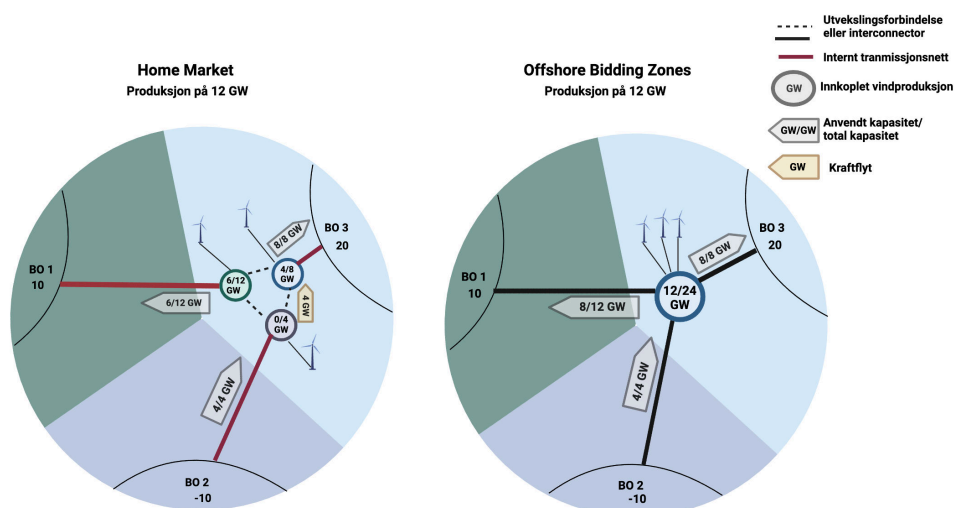 Utvekslingsforbindelse
eller interconnector
Internt tranmissjonsnett
GW
Innkoplet vindproduksjon
GW/GW
Anvendt kapasitet/
total kapasitet
GW
Kraftflyt
Home Market
Produksjon på 12 GW
BO 1
10
BO 3
20
BO 2
-10
8/8 GW
4/8
GW
6/12
GW
0/4
GW
4 GW
6/12 GW
4/4 GW
Offshore Bidding Zones
Produksjon på 12 GW
BO 1
10
BO 3
20
BO 2
-10
8/8 GW
12/24
GW
8/12 GW
4/4 GW